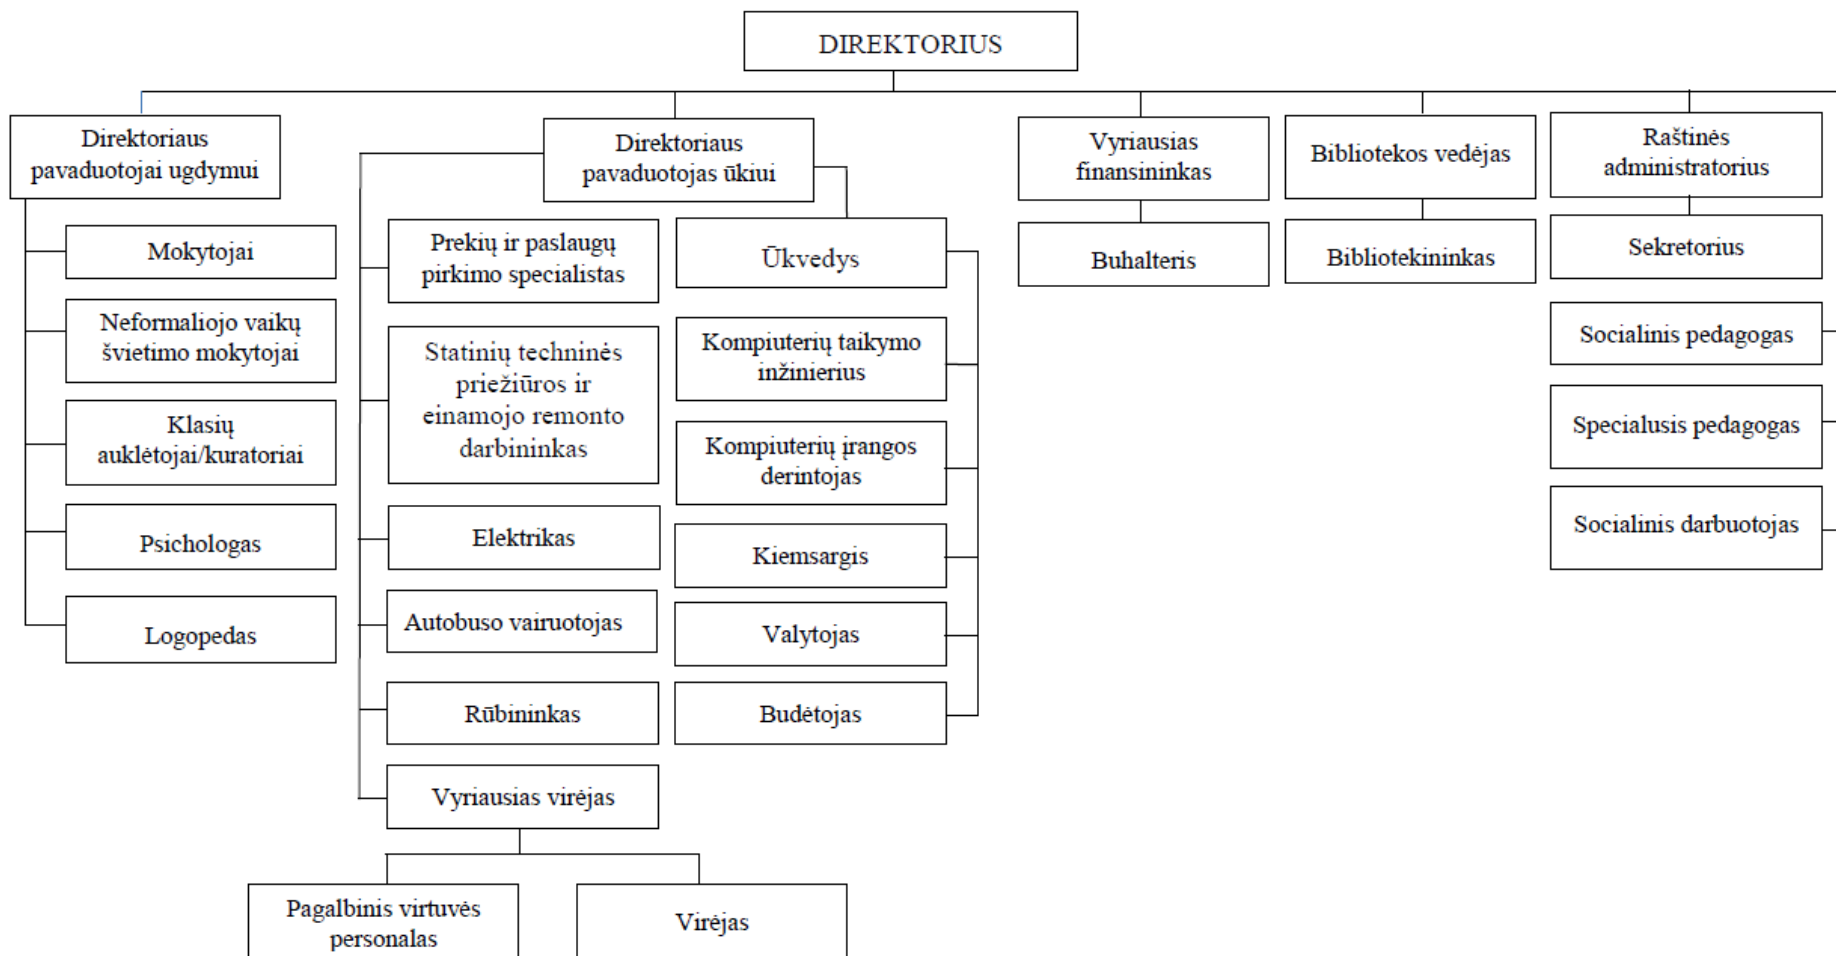 DIREKTORIUS
Direktoriaus
pavaduotojai ugdymui
Mokytojai
Neformaliojo vaikų
švietimo mokytojai
Klasių
auklėtojai/kuratoriai
Psichologas
Logopedas
Direktoriaus
pavaduotojas ūkiui
Prekių ir paslaugų
pirkimo specialistas
Statinių techninės
priežiūros ir
einamojo remonto
darbininkas
Elektrikas
Autobuso vairuotojas
Rūbininkas
Vyriausias virėjas
Pagalbinis virtuvės
personalas
Virėjas
Ūkvedys
Kompiuterių taikymo
inžinierius
Kompiuterių įrangos
derintojas
Kiemsargis
Valytojas
Budėtojas
Vyriausias
finansininkas
Buhalteris
Bibliotekos vedėjas
Bibliotekininkas
Raštinės
administratorius
Sekretorius
Socialinis pedagogas
Specialusis pedagogas
Socialinis darbuotojas